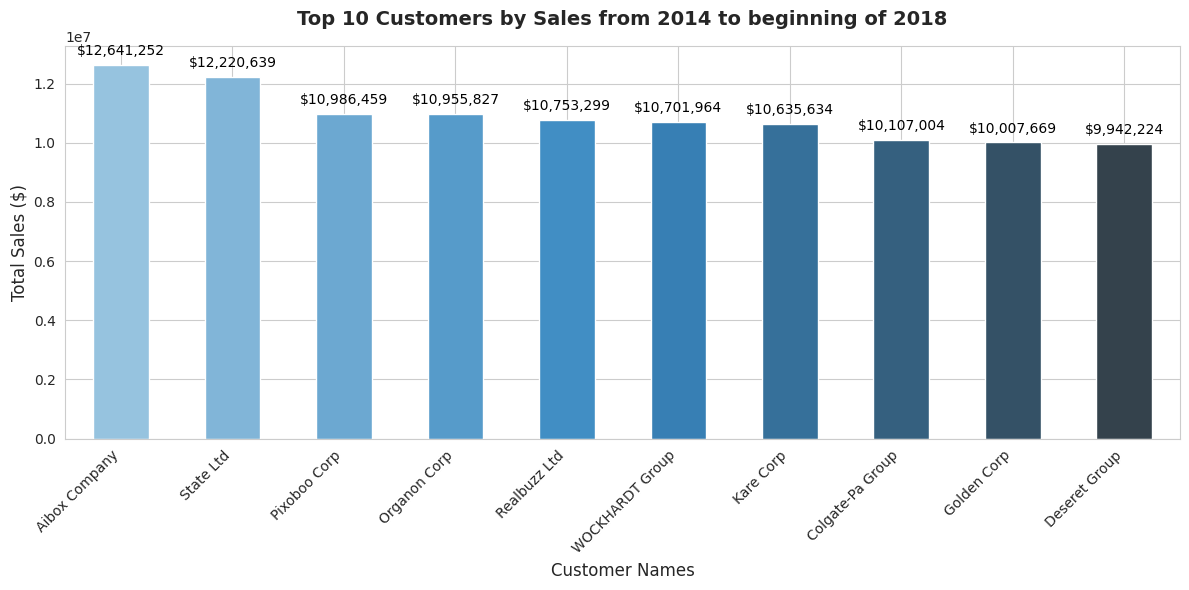 Top 10 Customers by Sales from 2014 to beginning of 2018
1e7
$12,641,252
$12,220,639
$10,986,459
$10,955,827
$10,753,299
$10,701,964
$10,635,634
$10,107,004
$10,007,669
$9,942,224
1.2
1.0
0.8
0.6
0.4
0.2
0.0
Total Sales ($)
Aibox Company
State Ltd
Pixoboo Corp
Organon Corp
Realbuzz Ltd
WOCKHARDT Group
Kare Corp
Colgate-Pa Group
Golden Corp
Deseret Group
Customer Names